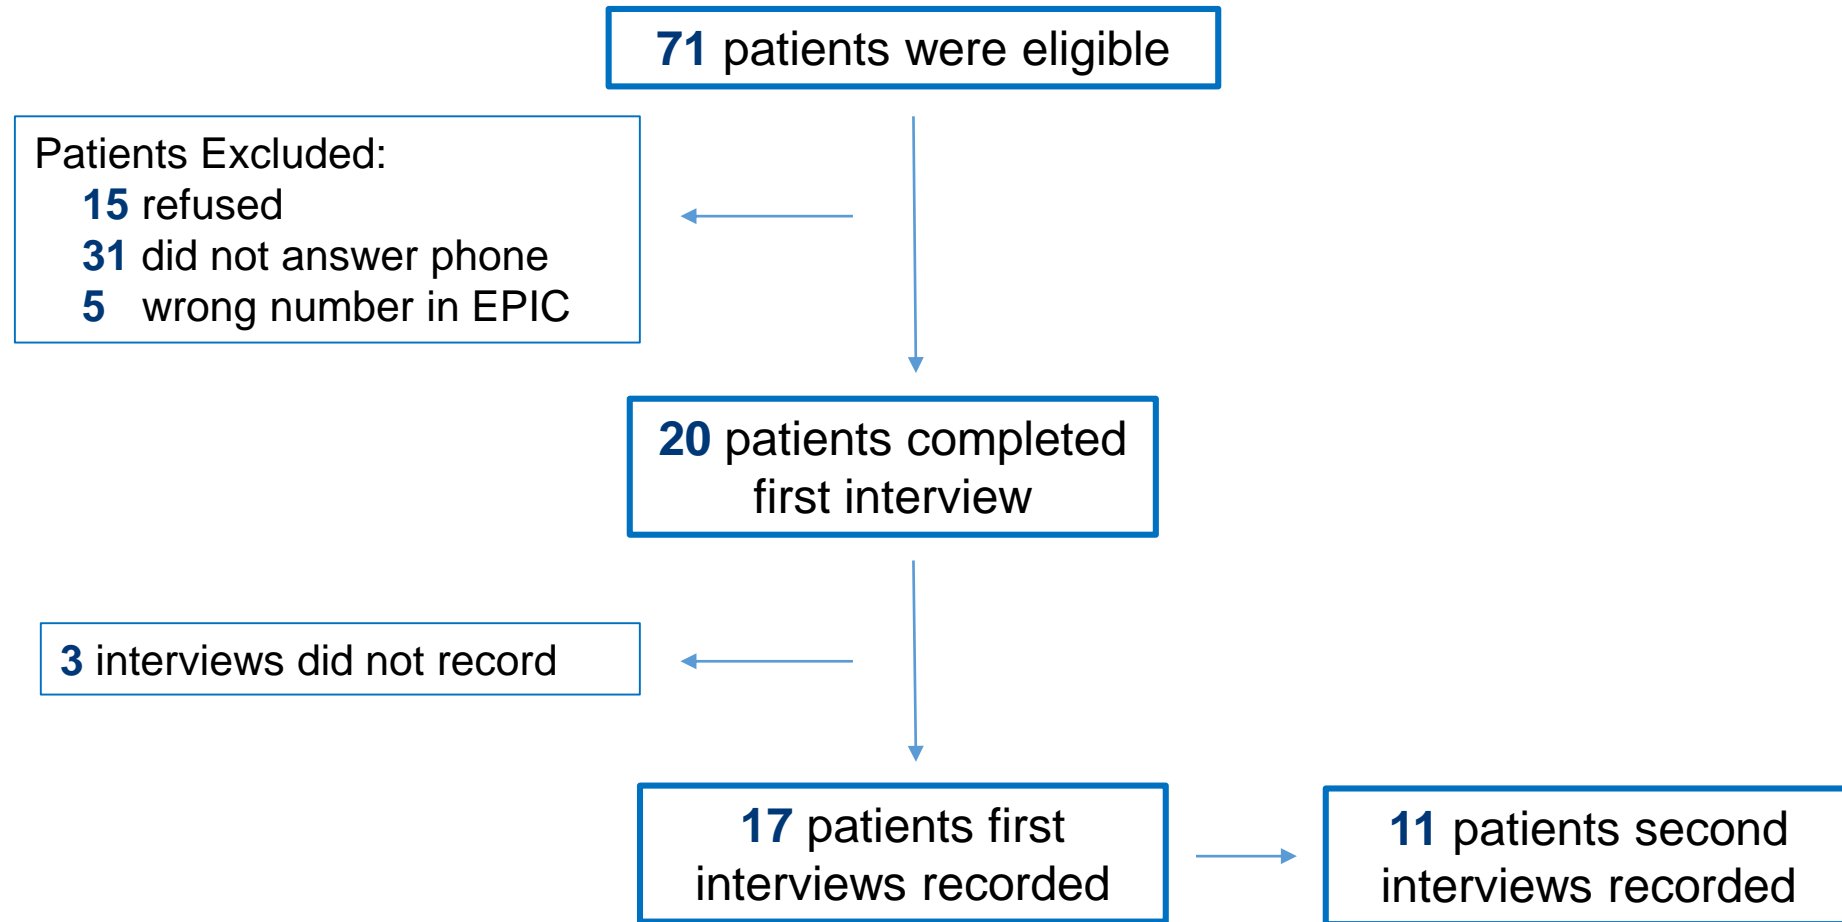 71 patients were eligible
Patients Excluded:
15 refused
31 did not answer phone
5 wrong number in EPIC
20 patients completed
first interview
3 interviews did not record
17 patients first
interviews recorded
11 patients second
interviews recorded